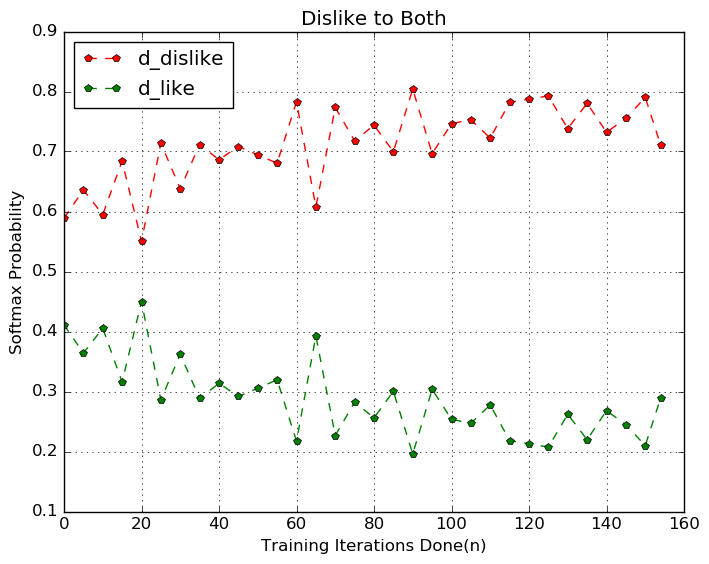 Dislike to Both
0.9
0.8
0.7
0.6
0.5
0.4
0.3
0.2
0.1
Softmax Probability
d_dislike
d_like
0 20 40 60 80 100 120 140 160
Training Iterations Done(n)